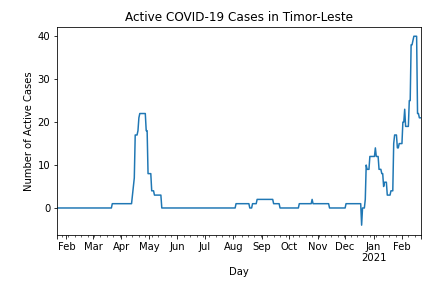 Active COVID-19 Cases in Timor-Leste
Number of Active Cases
40
30
20
10
0
Feb Mar Apr May Jun Jul Aug Sep Oct Nov Dec Jan Feb
2021
Day